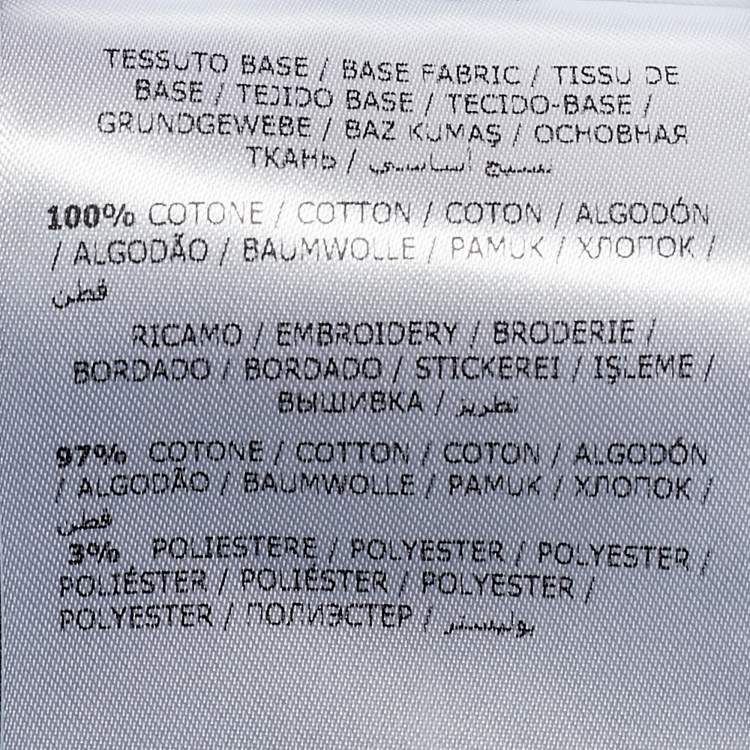 TESSUTO BASE / BASE FABRIC / TISSU DE
BASE / TEJIDO BASE / TECIDO-BASE /
GRUNDGEWEBE / BAZ KUMAŞ / ОСНОВНАЯ
ТКАНЬ / نسيج أساسي
100% COTONE / COTTON / COTON / ALGODÓN
/ ALGODÃO / BAUMWOLLE / PAMUK / ХЛОПОК /
قطن
RICAMO / EMBROIDERY / BRODERIE /
BORDADO / BORDADO / STICKEREI / IŞLEME /
ВЫШИВКА / تطريز
97% COTONE / COTTON / COTON / ALGODÓN
/ ALGODÃO / BAUMWOLLE / PAMUK / ХЛОПОК /
قطن
3% POLIESTERE / POLYESTER / POLYESTER /
POLIÉSTER / POLIÉSTER / POLYESTER /
POLYESTER / ПОЛИЭСТЕР / بوليستر